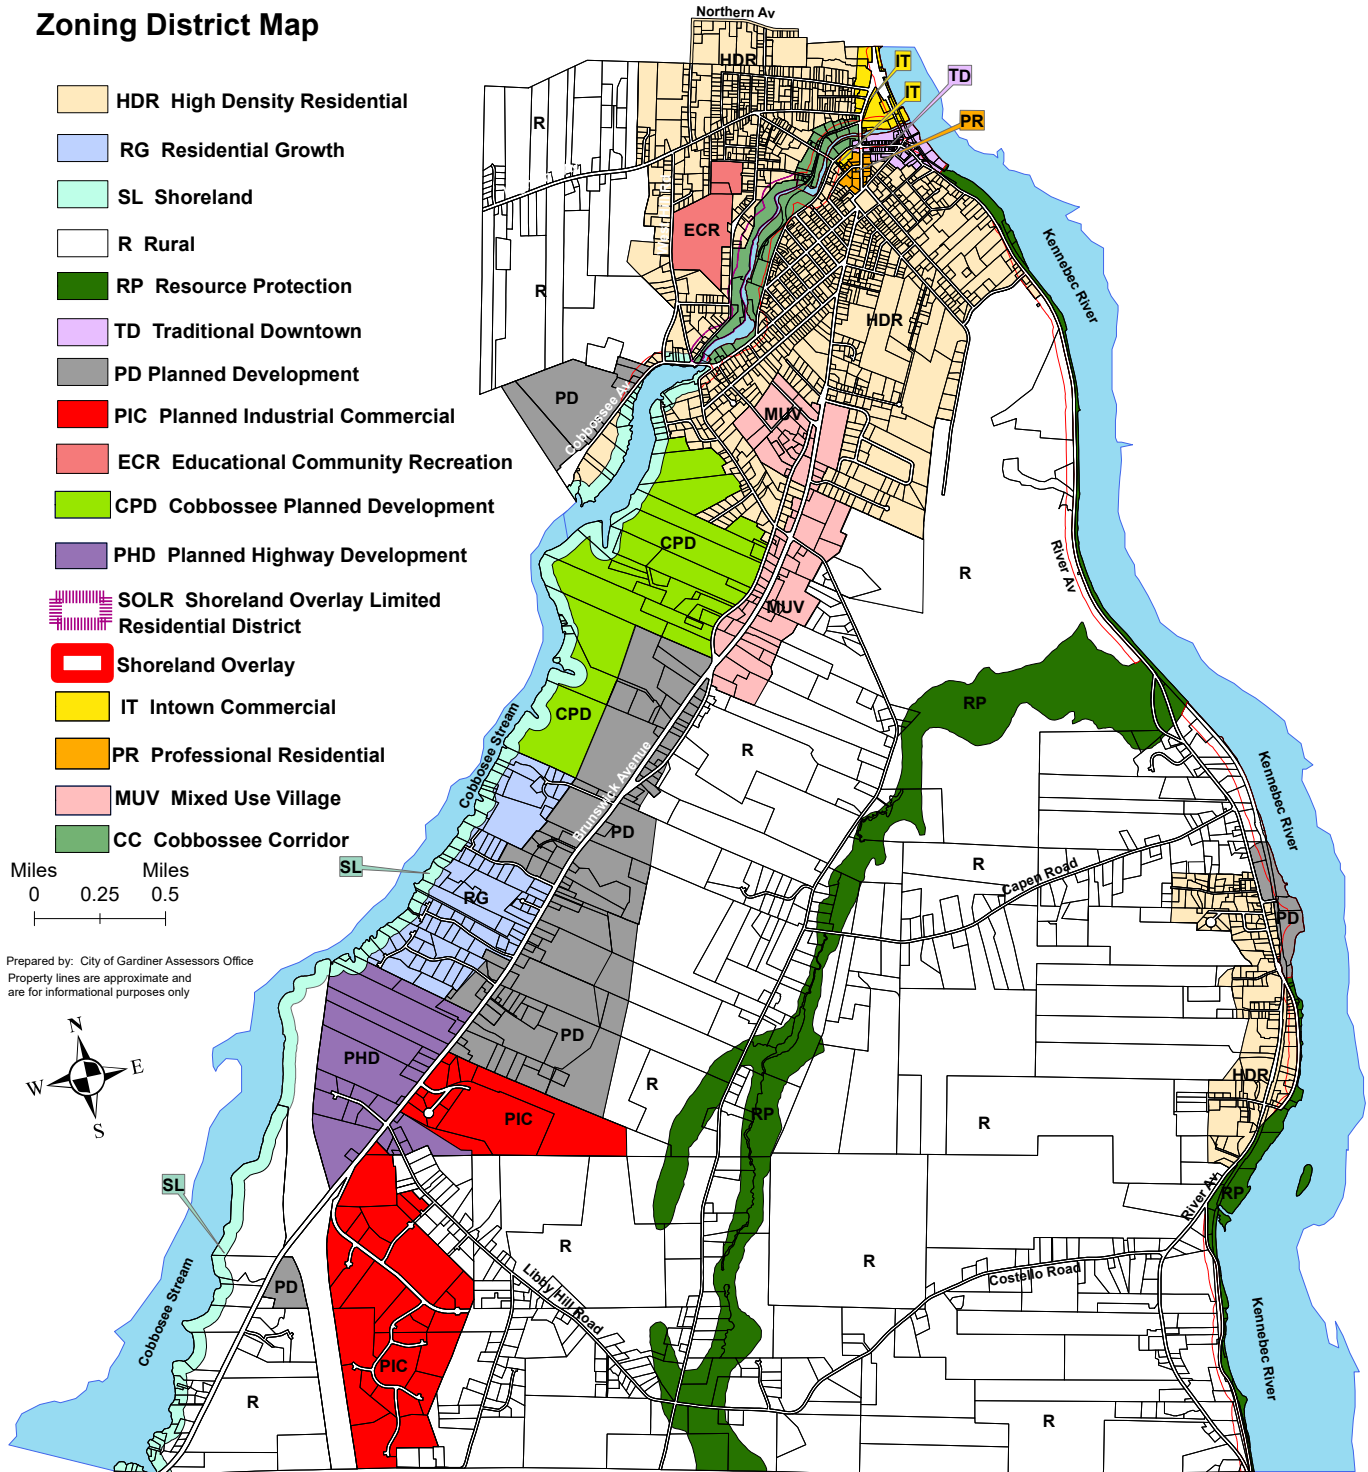 Zoning District Map
HDR High Density Residential
RG Residential Growth
SL Shoreland
R Rural
RP Resource Protection
TD Traditional Downtown
PD Planned Development
PIC Planned Industrial Commercial
ECR Educational Community Recreation
CPD Cobbossee Planned Development
PHD Planned Highway Development
SOLR Shoreland Overlay Limited
Residential District
Shoreland Overlay
IT Intown Commercial
PR Professional Residential
MUV Mixed Use Village
CC Cobbossee Corridor
Miles Miles
0 0.25 0.5
Prepared by: City of Gardiner Assessors Office
Property lines are approximate and
are for informational purposes only
N
W
E
S
Northern Av
HDR
IT
TD
IT
PR
R
ECR
Kennebec River
R
HDR
PD
Cobbossee Av
MUV
CPD
River Av
R
MUV
RP
CPD
Cobbosee Stream
R
Brunswick Avenue
PD
Kennebec River
SL
R
Capen Road
RG
PD
PD
PHD
R
HDR
PIC
RP
R
SL
River Av
RP
R
R
Costello Road
PD
Libby Hill Road
Cobbosee Stream
Kennebec River
PIC
R
R